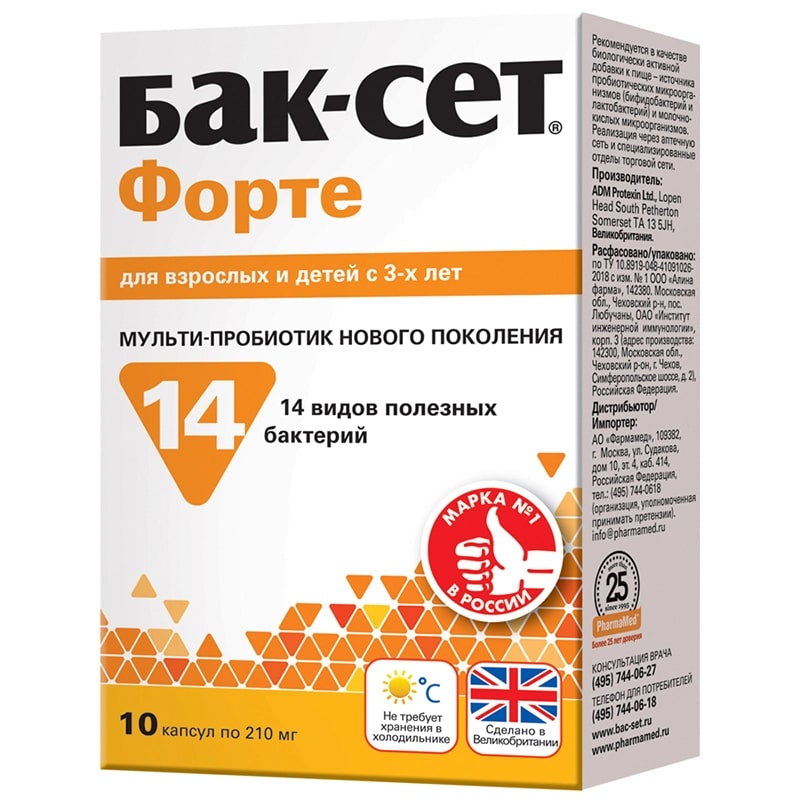 Бак-сет®
Форте
для взрослых и детей с 3-х лет
МУЛЬТИ-ПРОБИОТИК НОВОГО ПОКОЛЕНИЯ
14
14 видов полезных
бактерий
МАРКА №1
В РОССИИ
°C
Не требует
хранения в
холодильнике
Сделано в
Великобритании
10 капсул по 210 мг
Рекомендуется в качестве
биологически активной
добавки к пище – источника
пробиотических микроорга-
низмов (бифидобактерий и
лактобактерий) и молочно-
кислых микроорганизмов.
Реализация через аптечную
сеть и специализированные
отделы торговой сети.
Производитель:
ADM Protexin Ltd., Lopen
Head South Petherton
Somerset TA 13 5JH,
Великобритания.
Расфасовано/упаковано:
по ТУ 10.8919-048-41091026-
2018 с изм. № 1 ООО «Алина
фарма», 142380, Московская
обл., Чеховский р-н, пос.
Любучаны, ОАО «Институт
инженерной иммунологии»,
корп. 3 (адрес производства:
142300, Московская обл.,
Чеховский р-он, г. Чехов,
Симферопольское шоссе, д. 2),
Российская Федерация.
Дистрибьютор/
Импортер:
АО «Фармамед», 109382,
г. Москва, ул. Судакова,
дом 10, эт. 4, каб. 414,
Российская Федерация,
тел.: (495) 744-0618
(организация, уполномоченная
принимать претензии).
info@pharmamed.ru
more than
25
since 1995
PharmaMed®
Более 25 лет доверия
КОНСУЛЬТАЦИЯ ВРАЧА
(495) 744-06-27
ТЕЛЕФОН ДЛЯ ПОТРЕБИТЕЛЕЙ
(495) 744-06-18
www.bac-set.ru
www.pharmamed.ru